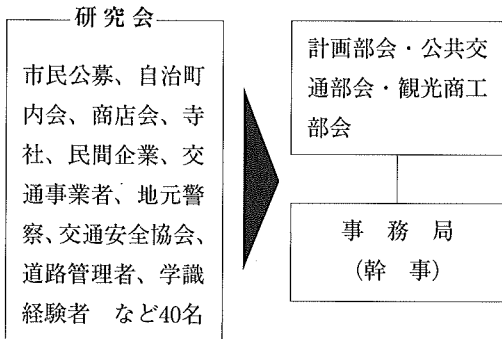 研究会
市民公募、自治町
内会、商店会、寺
社、民間企業、交
通事業者、地元警
察、交通安全協会、
道路管理者、学識
経験者　など40名
計画部会・公共交
通部会・観光商工
部会
事務局
(幹事)